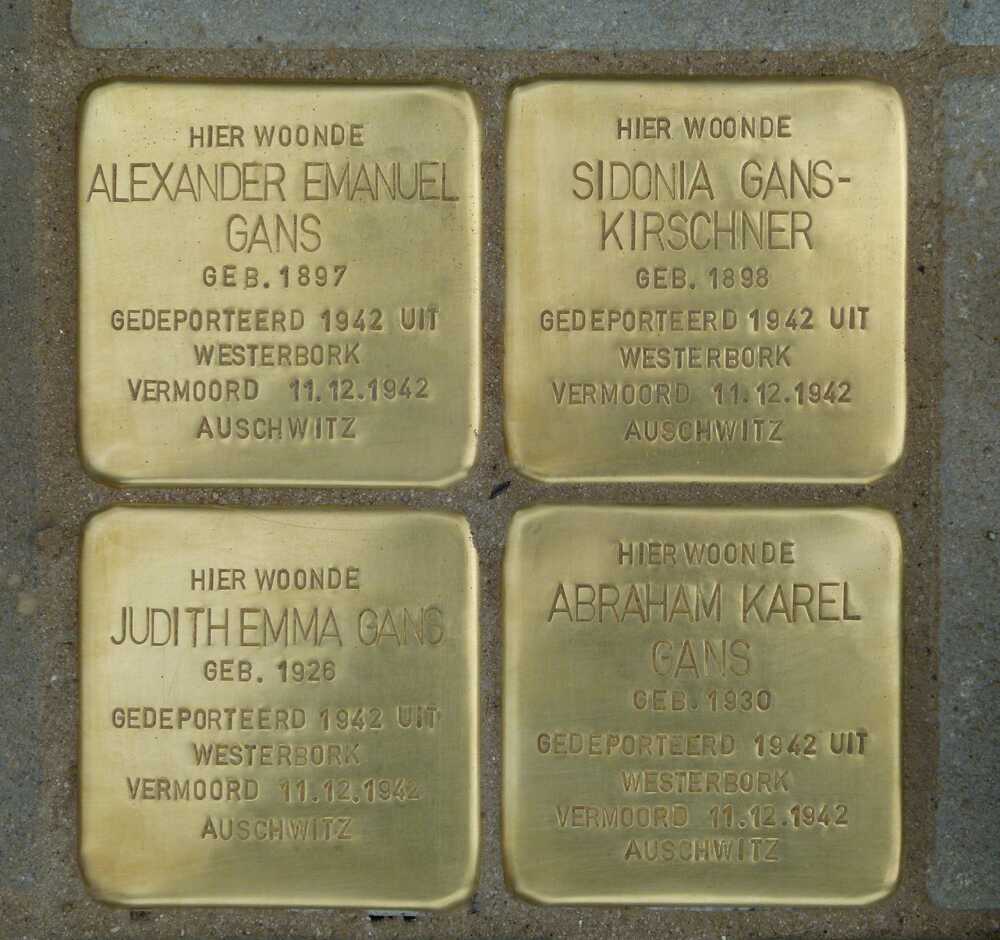 HIER WOONDE
ALEXANDER EMANUEL
GANS
GEB. 1897
GEDEPORTEERD 1942 UIT
WESTERBORK
VERMOORD 11.12.1942
AUSCHWITZ
HIER WOONDE
SIDONIA GANS-
KIRSCHNER
GEB. 1898
GEDEPORTEERD 1942 UIT
WESTERBORK
VERMOORD 11.12.1942
AUSCHWITZ
HIER WOONDE
JUDITH EMMA GANS
GEB. 1926
GEDEPORTEERD 1942 UIT
WESTERBORK
VERMOORD 11.12.1942
AUSCHWITZ
HIER WOONDE
ABRAHAM KAREL
GANS
GEB. 1930
GEDEPORTEERD 1942 UIT
WESTERBORK
VERMOORD 11.12.1942
AUSCHWITZ